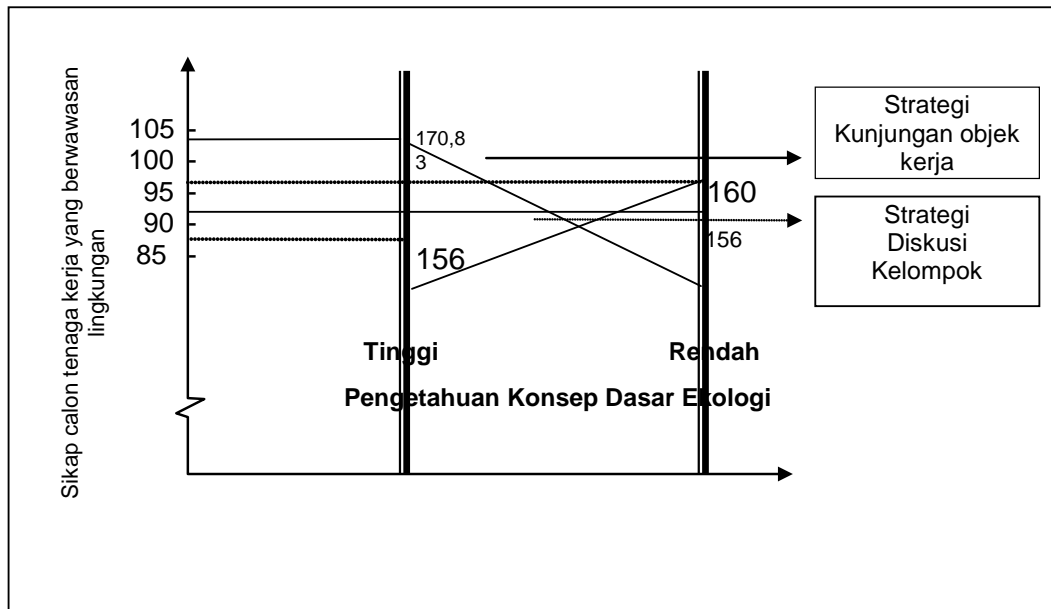 Sikap calon tenaga kerja yang berwawasan
lingkungan
105
100
95
90
85
170,8
3
156
160
156
Tinggi
Rendah
Pengetahuan Konsep Dasar Ekologi
Strategi
Kunjungan objek
kerja
Strategi
Diskusi
Kelompok